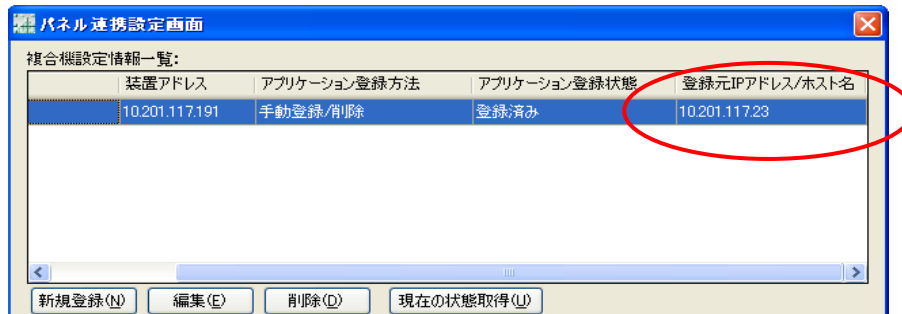 パネル連携設定画面
複合機設定情報一覧:
装置アドレス アプリケーション登録方法 アプリケーション登録状態 登録元IPアドレス/ホスト名
10.201.117.191 手動登録/削除 登録済み 10.201.117.23
新規登録(N) 編集(E) 削除(D) 現在の状態取得(U)